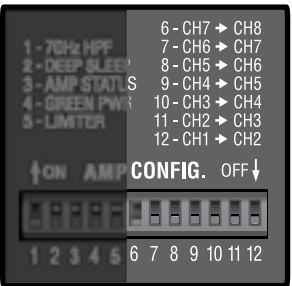 6 - CH7 → CH8
1 - 70Hz HPF 7 - CH6 → CH7
2 - DEEP SLEEP 8 - CH5 → CH6
3 - AMP STATUS 9 - CH4 → CH5
4 - GREEN PWR 10 - CH3 → CH4
5 - LIMITER 11 - CH2 → CH3
12 - CH1 → CH2
↑ON AMP CONFIG. OFF↓
1 2 3 4 5 6 7 8 9 10 11 12